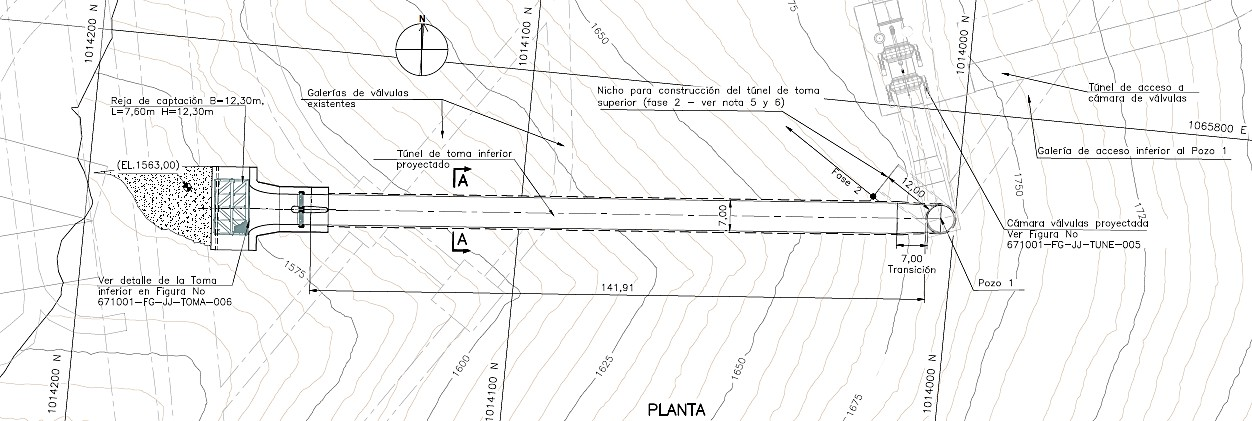 1014200 N
N
1014100 N
1650
75
1014000 N
Reja de captación B=12,30m,
L=7,60m H=12,30m
Galerías de válvulas
existentes
Nicho para construcción del túnel de toma
superior (fase 2 - ver nota 5 y 6)
Túnel de acceso a
cámara de válvulas
1065800 E
Galería de acceso inferior al Pozo 1
(EL.1563,00)
Túnel de toma inferior
proyectado
A
Fase 2
12,00
1750
7,00
Cámara válvulas proyectada
Ver Figura No
671001-FG-JJ-TUNE-005
A
7,00
Transición
1575
Ver detalle de la Toma
inferior en Figura No
671001-FG-JJ-TOMA-006
141,91
Pozo 1
1014200 N
1600
1014100 N
1625
1650
1675
1014000 N
PLANTA